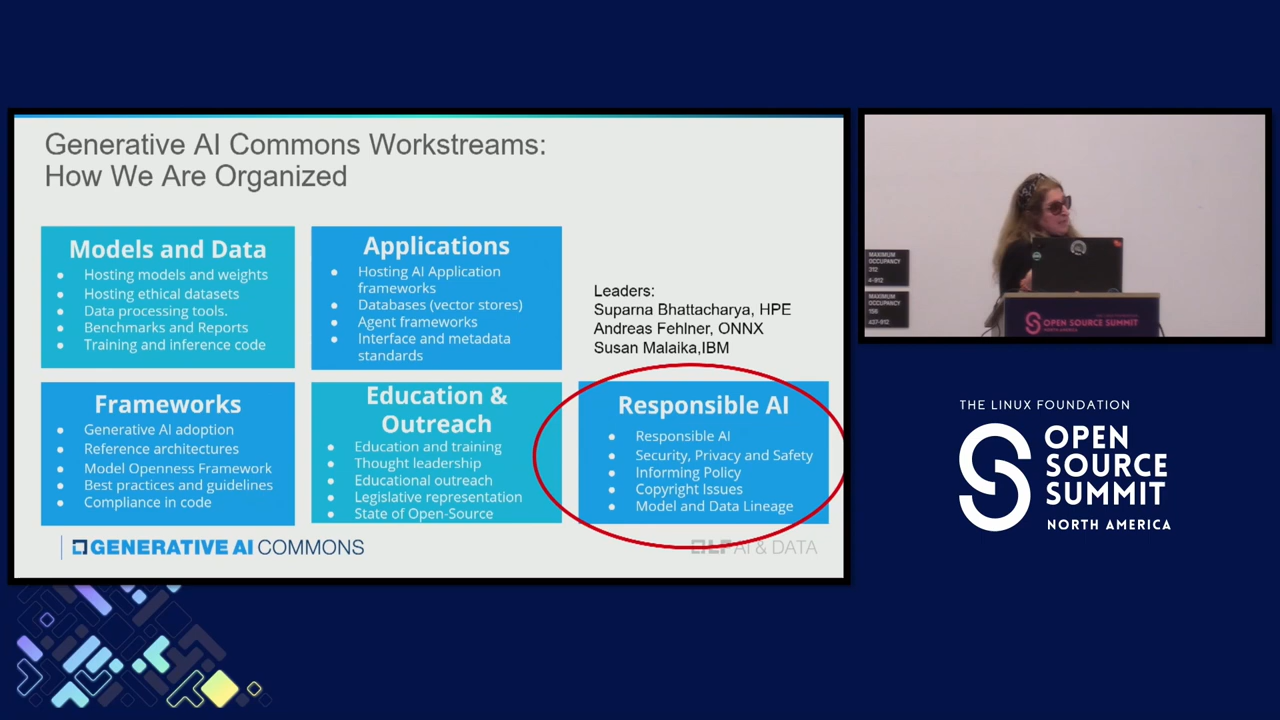 Generative AI Commons Workstreams:
How We Are Organized
Models and Data
● Hosting models and weights
● Hosting ethical datasets
● Data processing tools.
● Benchmarks and Reports
● Training and inference code
Applications
● Hosting AI Application
frameworks
● Databases (vector stores)
● Agent frameworks
● Interface and metadata
standards
Leaders:
Suparna Bhattacharya, HPE
Andreas Fehlner, ONNX
Susan Malaika,IBM
Frameworks
● Generative AI adoption
● Reference architectures
● Model Openness Framework
● Best practices and guidelines
● Compliance in code
Education &
Outreach
● Education and training
● Thought leadership
● Educational outreach
● Legislative representation
● State of Open-Source
Responsible AI
● Responsible AI
● Security, Privacy and Safety
● Informing Policy
● Copyright Issues
● Model and Data Lineage
GENERATIVE AI COMMONS
LF AI & DATA
MAXIMUM
OCCUPANCY
312
MAXIMUM
OCCUPANCY
156
OPEN SOURCE SUMMIT
NORTH AMERICA
THE LINUX FOUNDATION
OPEN
SOURCE
SUMMIT
NORTH AMERICA